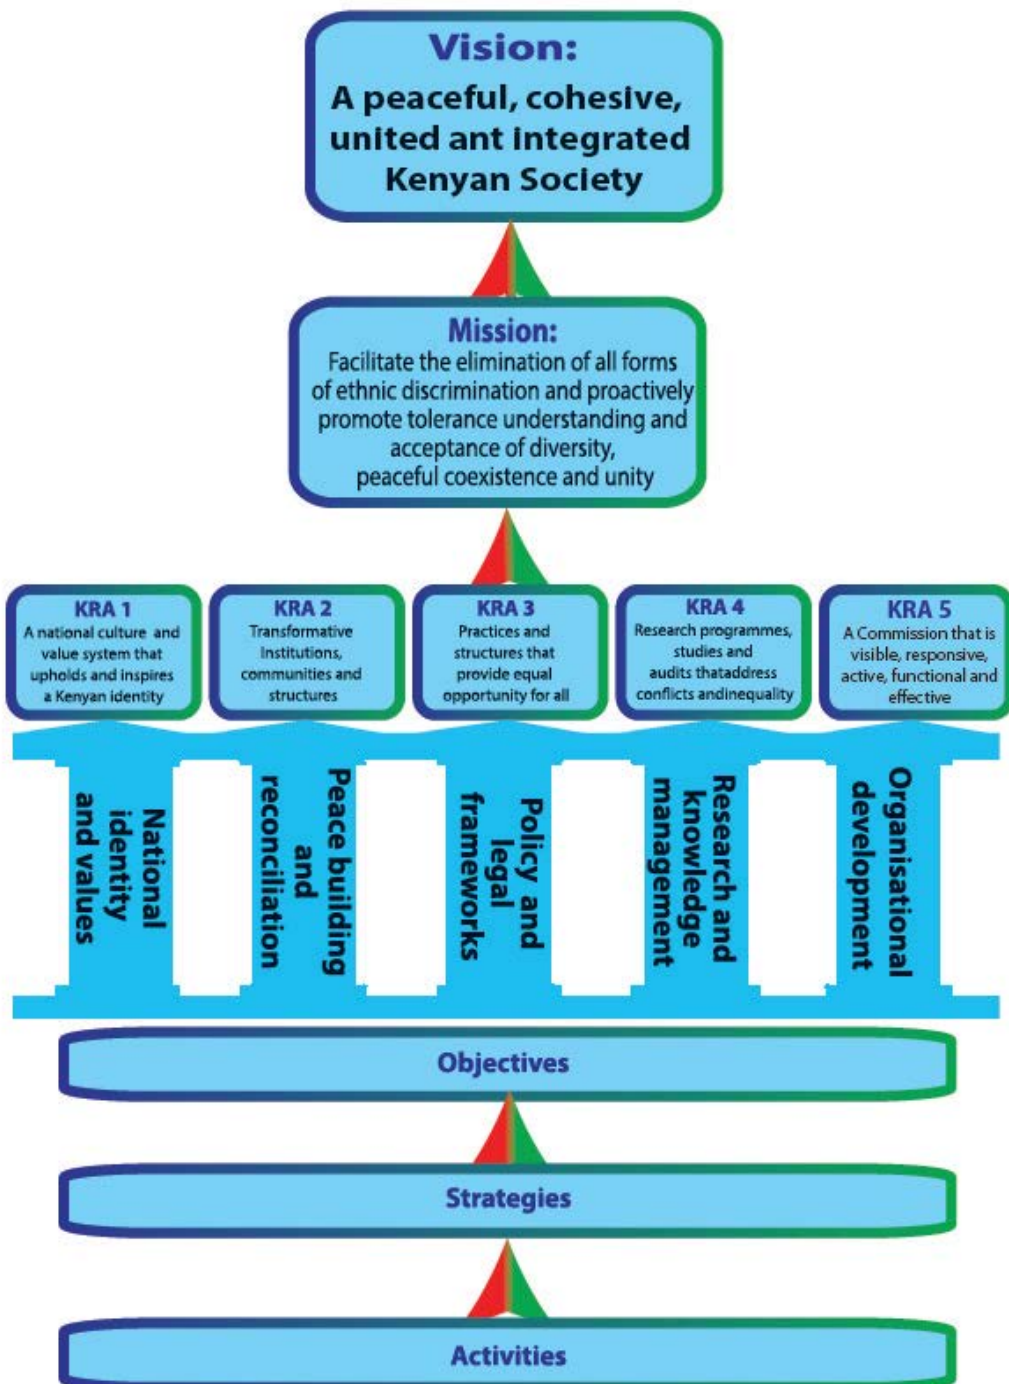 Vision:
A peaceful, cohesive,
united ant integrated
Kenyan Society
Mission:
Facilitate the elimination of all forms
of ethnic discrimination and proactively
promote tolerance understanding and
acceptance of diversity,
peaceful coexistence and unity
KRA 1
A national culture and
value system that
upholds and inspires
a Kenyan identity
KRA 2
Transformative
Institutions,
communities and
structures
KRA 3
Practices and
structures that
provide equal
opportunity for all
KRA 4
Research programmes,
studies and
audits thataddress
conflicts andinequality
KRA 5
A Commission that is
visible, responsive,
active, functional and
effective
National
identity
and values
Peace building
and
reconciliation
Policy and
legal
frameworks
Research and
knowledge
management
Organisational
development
Objectives
Strategies
Activities